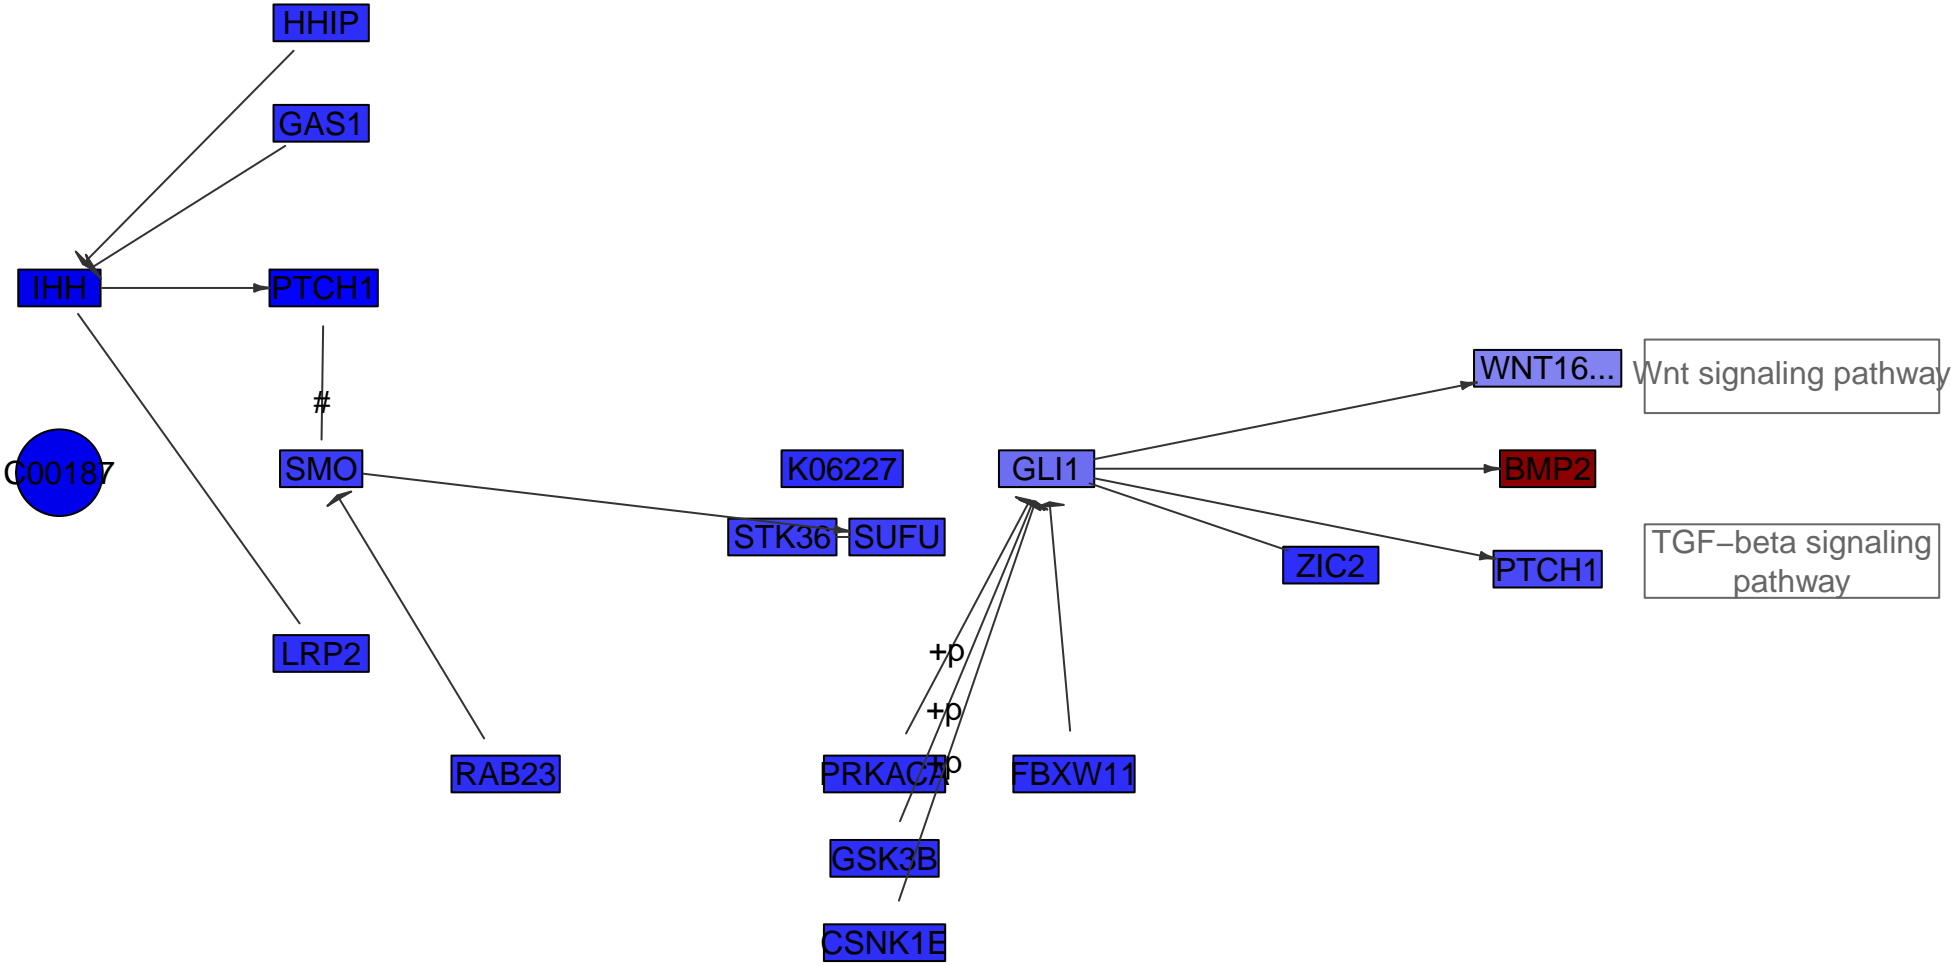 HHIP
GAS1
IHH
PTCH1
WNT16...
Wnt signaling pathway
#
C00187
SMO
K06227
GLI1
BMP2
STK36
SUFU
TGF−beta signaling
pathway
ZIC2
PTCH1
LRP2
+p
+p
+p
RAB23
PRKACA
FBXW11
GSK3B
CSNK1E